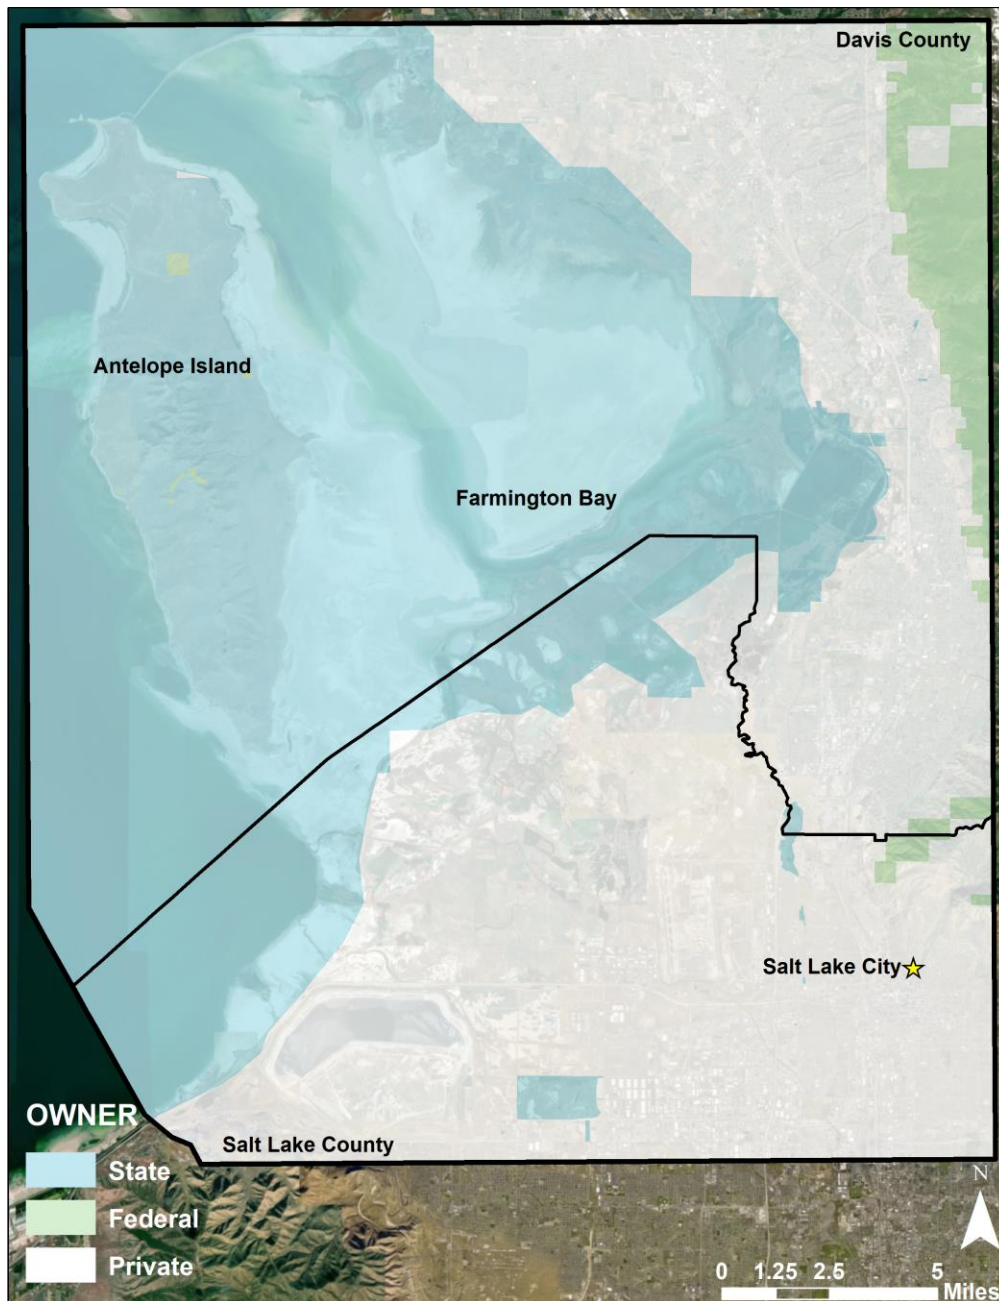 Davis County
Antelope Island
Farmington Bay
Salt Lake City
Salt Lake County
OWNER
State
Federal
Private
N
0 1.25 2.6 5
Miles